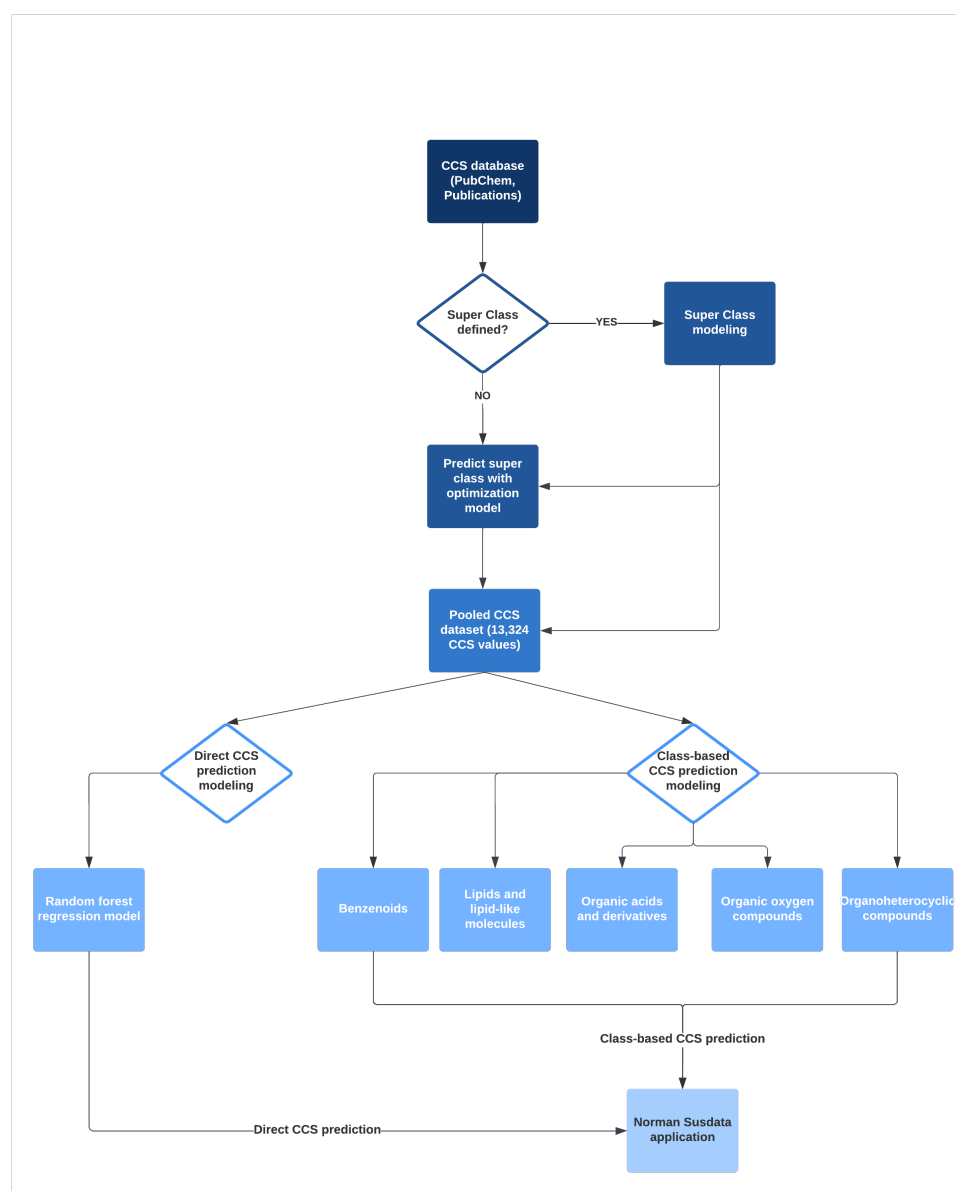 CCS database
(PubChem,
Publications)
Super Class
defined?
YES
Super Class
modeling
NO
Predict super
class with
optimization
model
Pooled CCS
dataset (13,324
CCS values)
Direct CCS
prediction
modeling
Class-based
CCS prediction
modeling
Random forest
regression model
Benzenoids
Lipids and
lipid-like
molecules
Organic acids
and derivatives
Organic oxygen
compounds
Organoheterocyclic
compounds
Class-based CCS prediction
Direct CCS prediction
Norman Susdata
application